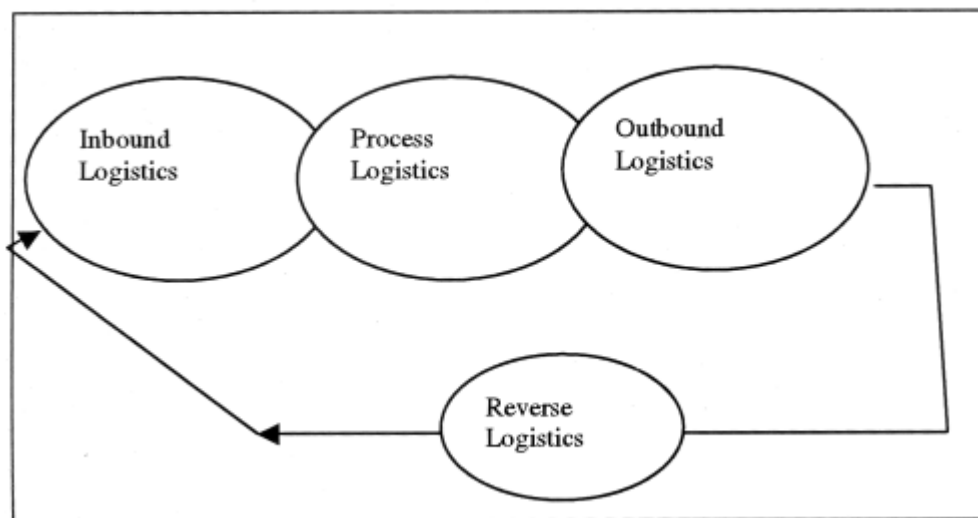 Inbound
Logistics
Process
Logistics
Outbound
Logistics
Reverse
Logistics